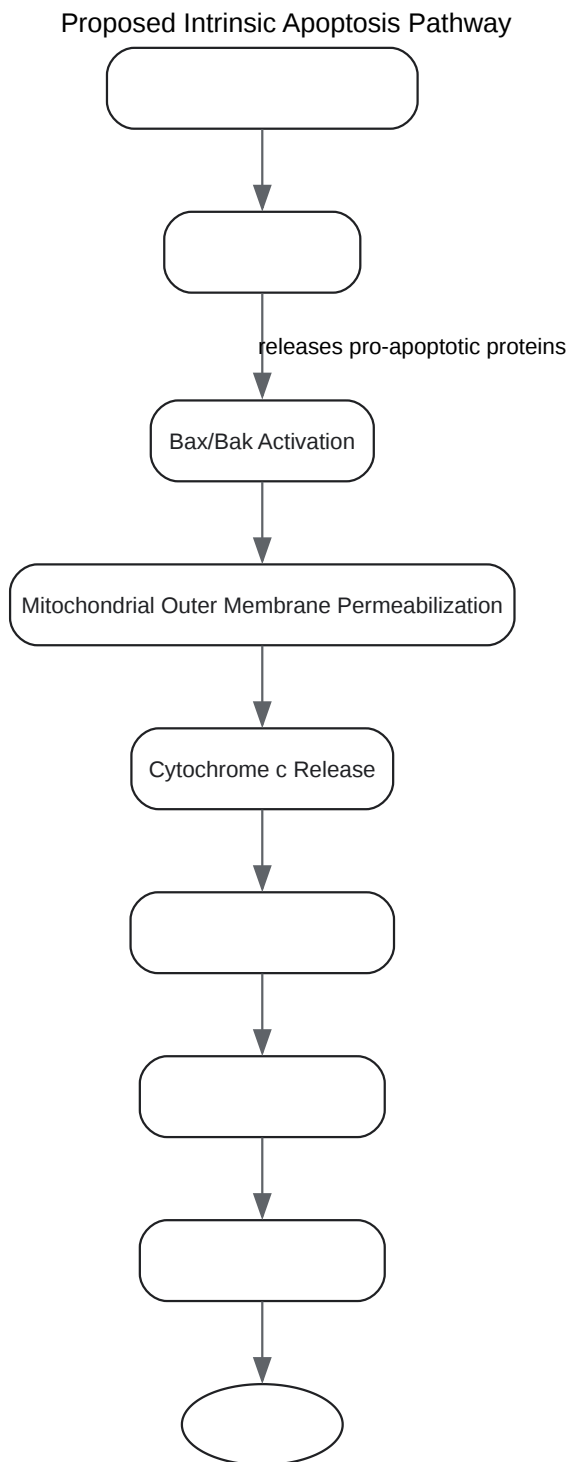 Proposed Intrinsic Apoptosis Pathway
releases pro-apoptotic proteins
Bax/Bak Activation
Mitochondrial Outer Membrane Permeabilization
Cytochrome c Release